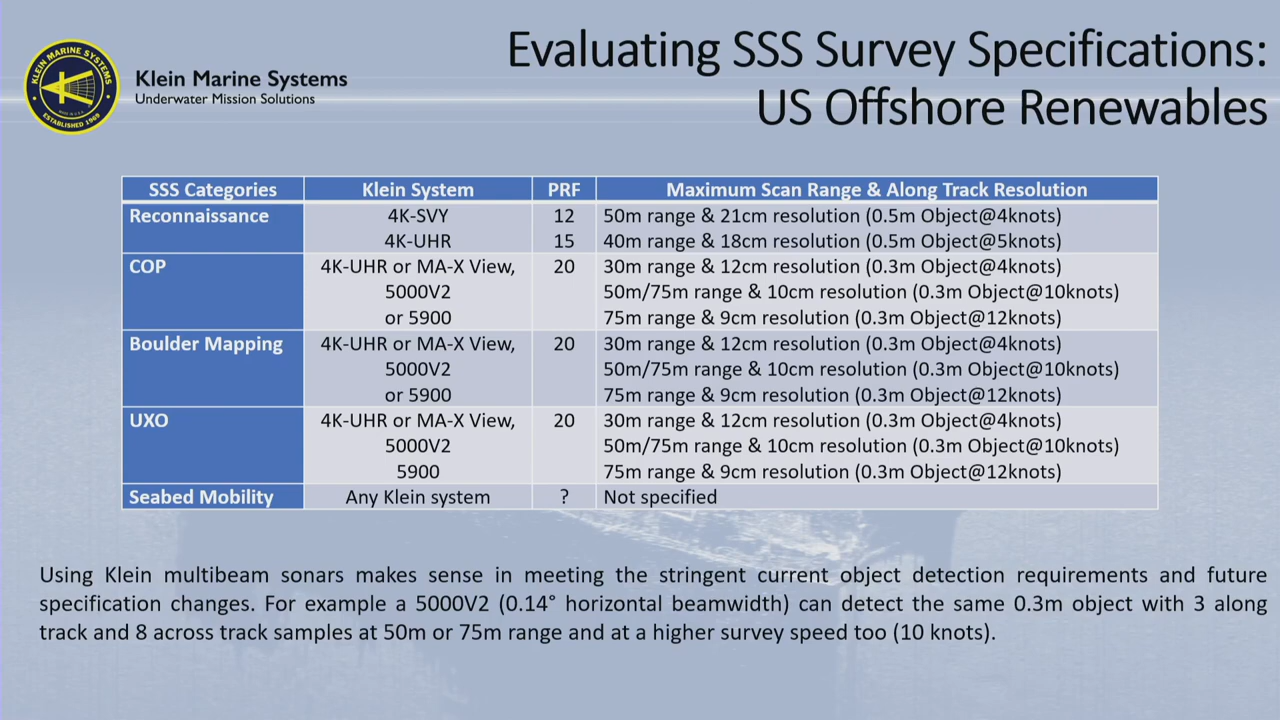 Evaluating SSS Survey Specifications:
US Offshore Renewables
KLEIN MARINE SYSTEMS
MADE IN U.S.A.
ESTABLISHED 1968
Klein Marine Systems
Underwater Mission Solutions
SSS Categories Klein System PRF Maximum Scan Range & Along Track Resolution
Reconnaissance 4K-SVY 12 50m range & 21cm resolution (0.5m Object@4knots)
4K-UHR 15 40m range & 18cm resolution (0.5m Object@5knots)
COP 4K-UHR or MA-X View, 20 30m range & 12cm resolution (0.3m Object@4knots)
5000V2 50m/75m range & 10cm resolution (0.3m Object@10knots)
or 5900 75m range & 9cm resolution (0.3m Object@12knots)
Boulder Mapping 4K-UHR or MA-X View, 20 30m range & 12cm resolution (0.3m Object@4knots)
5000V2 50m/75m range & 10cm resolution (0.3m Object@10knots)
or 5900 75m range & 9cm resolution (0.3m Object@12knots)
UXO 4K-UHR or MA-X View, 20 30m range & 12cm resolution (0.3m Object@4knots)
5000V2 50m/75m range & 10cm resolution (0.3m Object@10knots)
5900 75m range & 9cm resolution (0.3m Object@12knots)
Seabed Mobility Any Klein system ? Not specified
Using Klein multibeam sonars makes sense in meeting the stringent current object detection requirements and future
specification changes. For example a 5000V2 (0.14° horizontal beamwidth) can detect the same 0.3m object with 3 along
track and 8 across track samples at 50m or 75m range and at a higher survey speed too (10 knots).